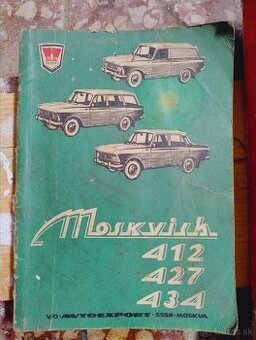 Moskvich
412
427
434
V/O · AVTOEXPORT · SSSR · MOSKVA